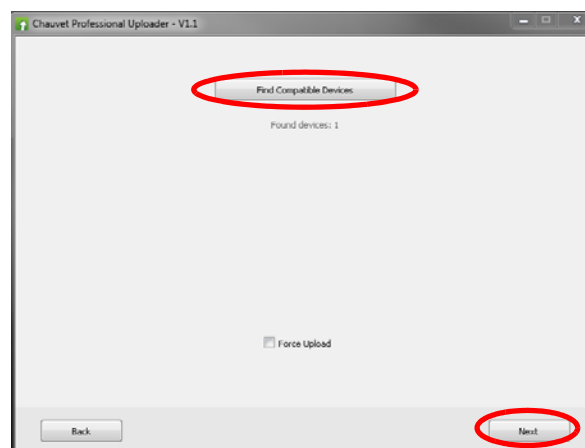 Chauvet Professional Uploader - V1.1
Find Compatible Devices
Found devices: 1
Force Upload
Back
Next